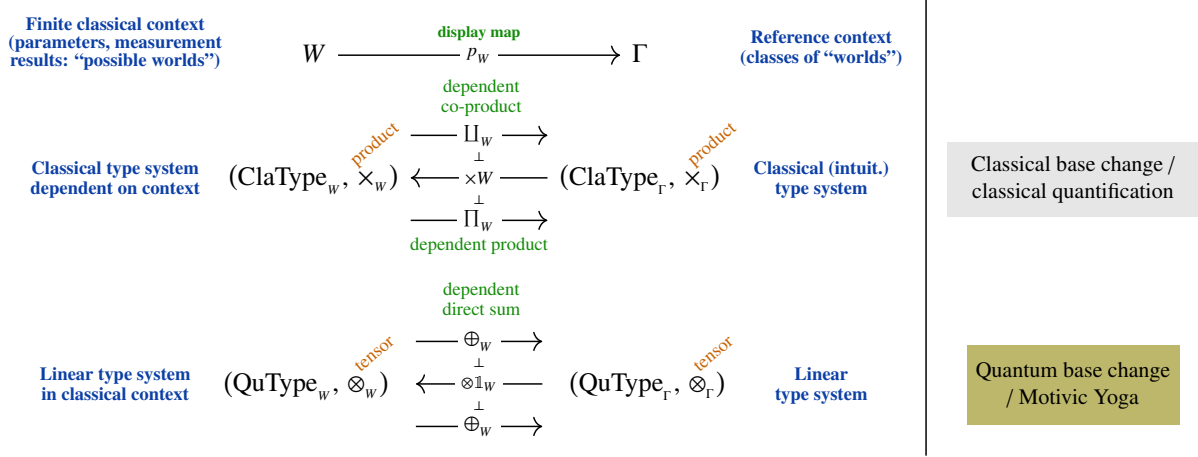 Finite classical context
(parameters, measurement
results: “possible worlds”)
W
display map
p_W
Γ
Reference context
(classes of “worlds”)
dependent
co-product
Classical type system
dependent on context
product
(ClaType_W, ×_W)
∐_W
⊥
×W
⊥
∏_W
product
(ClaType_Γ, ×_Γ)
Classical (intuit.)
type system
dependent product
Classical base change /
classical quantification
dependent
direct sum
Linear type system
in classical context
tensor
(QuType_W, ⊗_W)
⊕_W
⊥
⊗𝟙_W
⊥
⊕_W
tensor
(QuType_Γ, ⊗_Γ)
Linear
type system
Quantum base change
/ Motivic Yoga